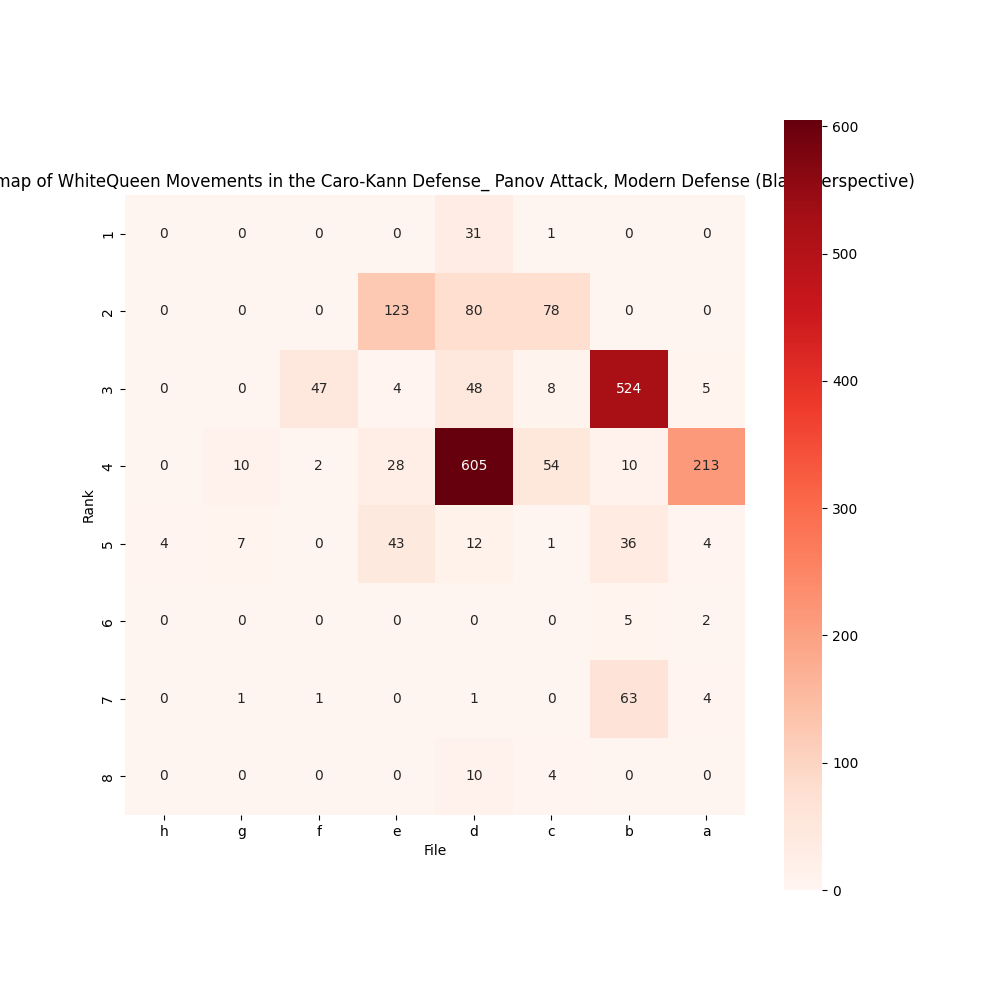 map of WhiteQueen Movements in the Caro-Kann Defense_ Panov Attack, Modern Defense (Bla erspective)
Rank
1 0 0 0 0 31 1 0 0
2 0 0 0 123 80 78 0 0
3 0 0 47 4 48 8 524 5
4 0 10 2 28 605 54 10 213
5 4 7 0 43 12 1 36 4
6 0 0 0 0 0 0 5 2
7 0 1 1 0 1 0 63 4
8 0 0 0 0 10 4 0 0
h g f e d c b a
File
600
500
400
300
200
100
0